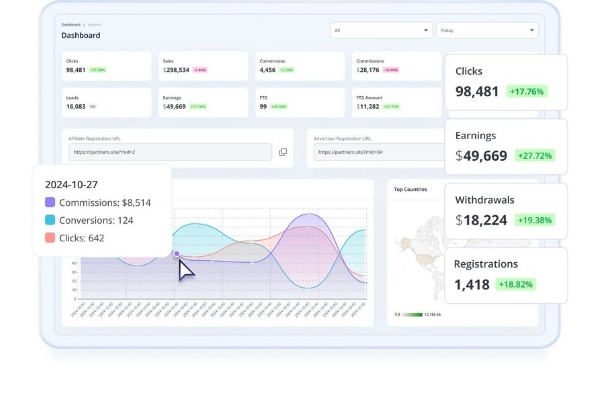 Dashboard
Dashboard
All
Today
Clicks
98,481 +17.76%
Sales
$298,534
Conversions
4,456
Commissions
$28,176
Leads
16,083
Earnings
$49,669
FTD
99
FTD Amount
$11,282
Clicks
98,481 +17.76%
Earnings
$49,669 +27.72%
Withdrawals
$18,224 +19.38%
Registrations
1,418 +18.82%
Affiliate Registration URL
https://partners.site?mid=2
Advertiser Registration URL
https://partners.site?mid=34
2024-10-27
Commissions: $8,514
Conversions: 124
Clicks: 642
Top Countries